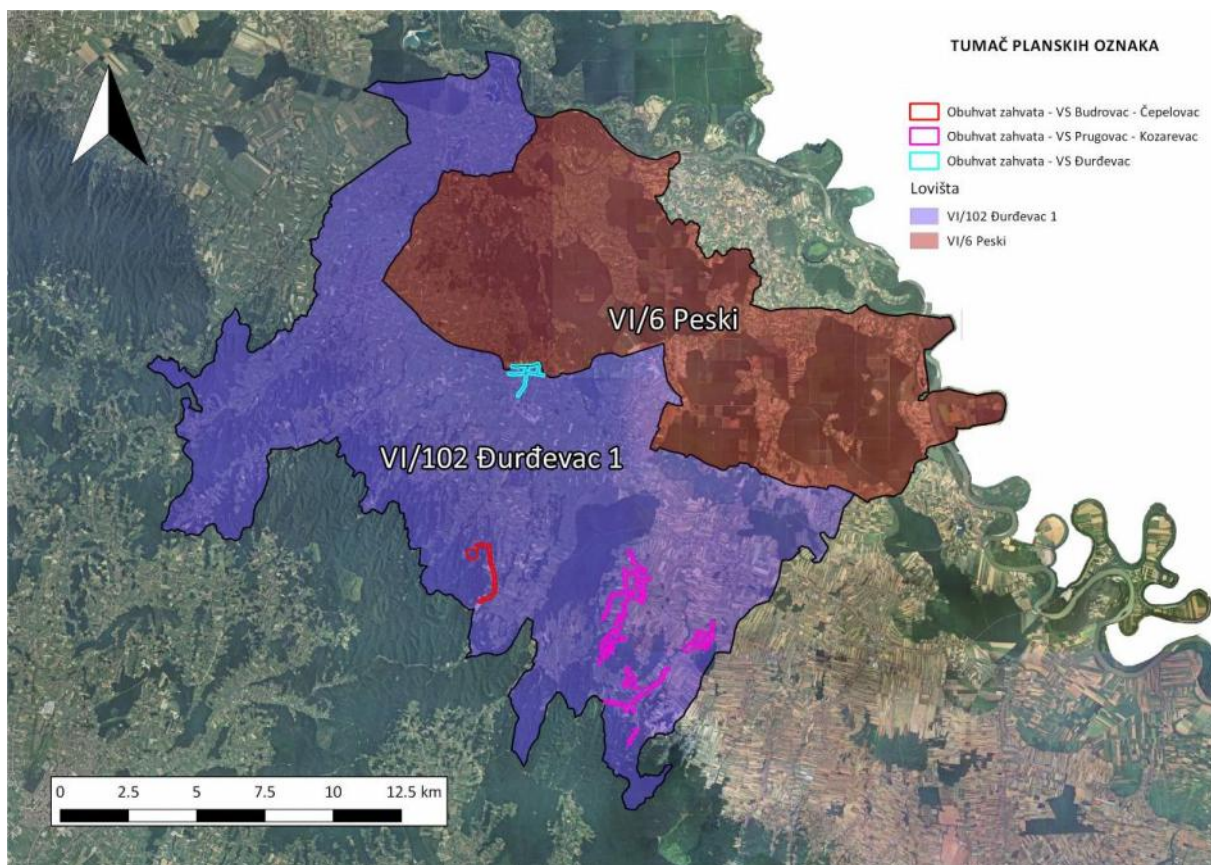 TUMAČ PLANSKIH OZNAKA
Obuhvat zahvata - VS Budrovac - Čepelovac
Obuhvat zahvata - VS Prugovac - Kozarevac
Obuhvat zahvata - VS Đurđevac
Lovišta
VI/102 Đurđevac 1
VI/6 Peski
VI/6 Peski
VI/102 Đurđevac 1
0 2.5 5 7.5 10 12.5 km